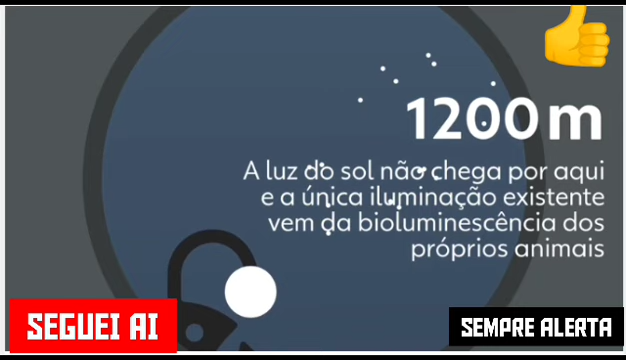 1200m
A luz do sol não chega por aqui
e a única iluminação existente
vem da bioluminescência dos
próprios animais
SEGUEI AI
SEMPRE ALERTA